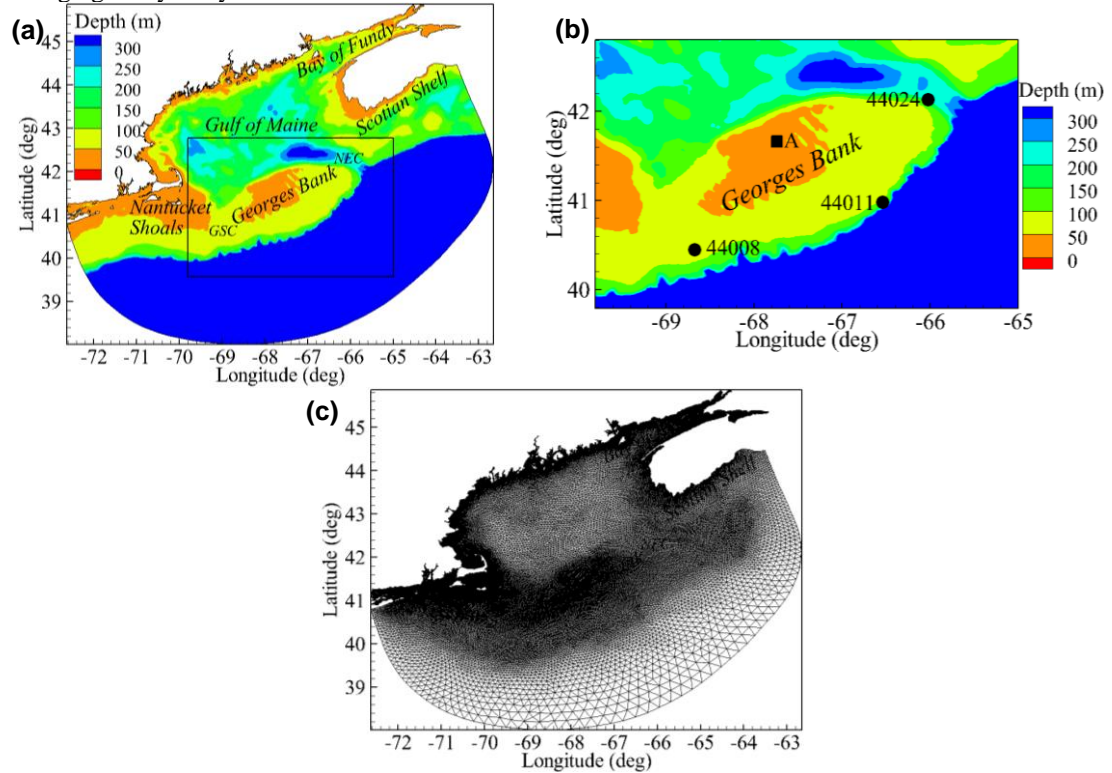 (a)
Depth (m)
300
250
200
150
100
50
0
Bay of Fundy
Scotian Shelf
Gulf of Maine
NEC
Georges Bank
Nantucket
Shoals
GSC
45
44
43
42
41
40
39
Latitude (deg)
-72 -71 -70 -69 -68 -67 -66 -65 -64 -63
Longitude (deg)
(b)
44024
A
Georges Bank
44011
44008
42
41
40
Latitude (deg)
-69 -68 -67 -66 -65
Longitude (deg)
Depth (m)
300
250
200
150
100
50
0
(c)
Scotian Shelf
45
44
43
42
41
40
39
Latitude (deg)
-72 -71 -70 -69 -68 -67 -66 -65 -64 -63
Longitude (deg)